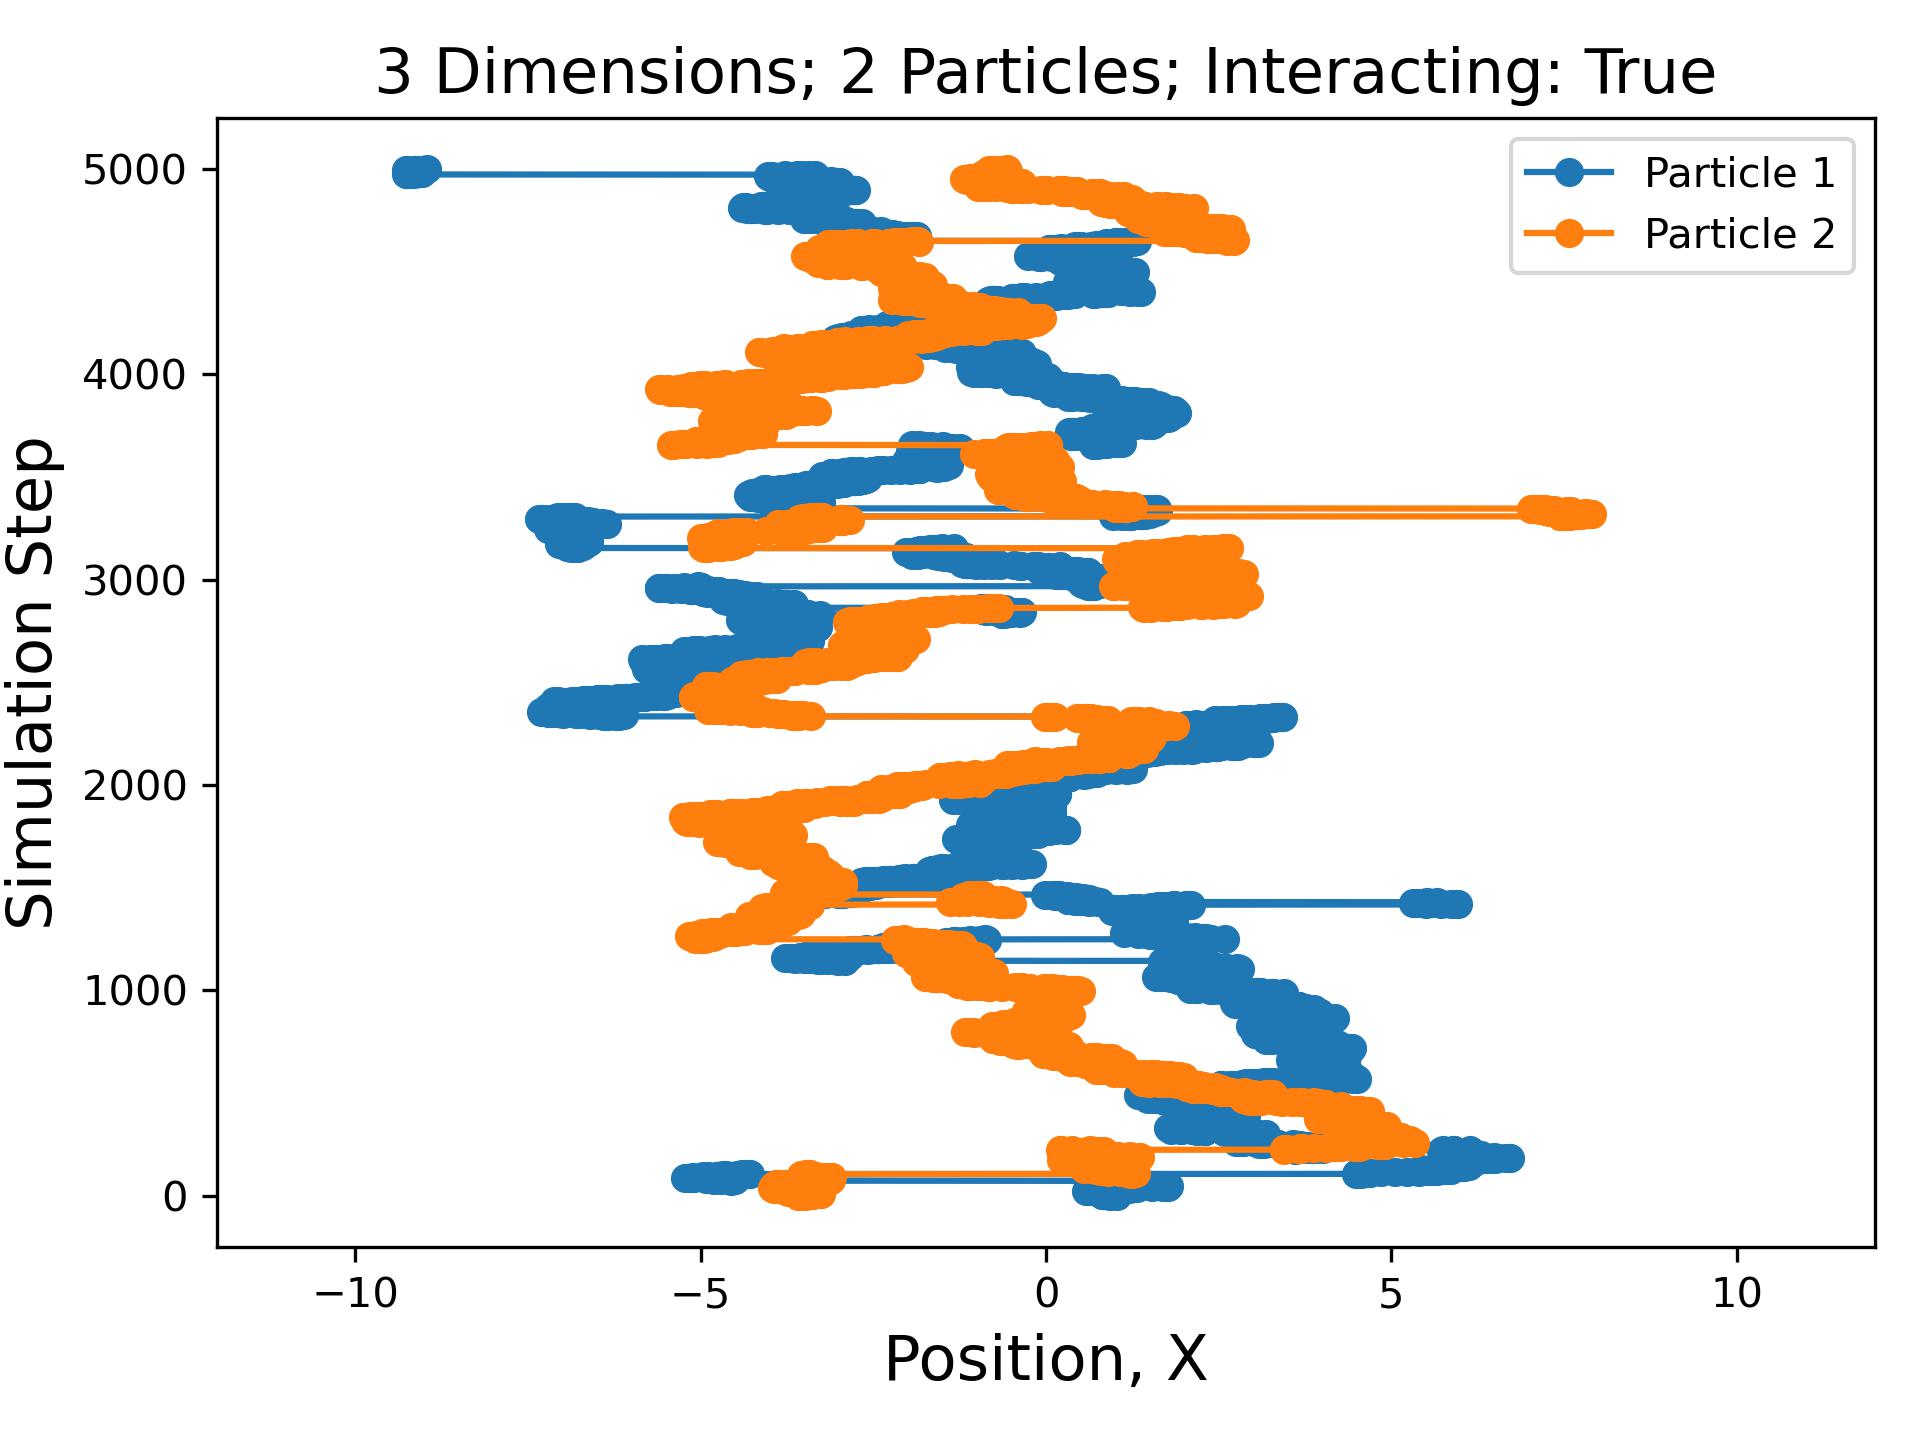 3 Dimensions; 2 Particles; Interacting: True
Particle 1
Particle 2
Simulation Step
5000
4000
3000
2000
1000
0
−10
−5
0
5
10
Position, X